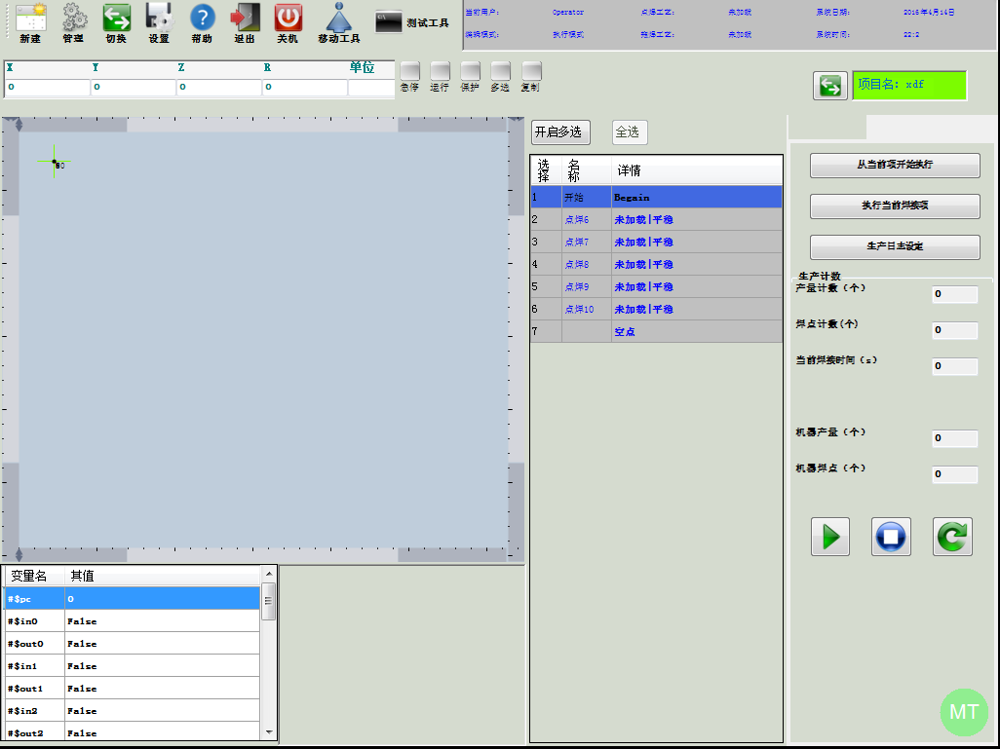 新建 管理 切换 设置 帮助 退出 关机 移动工具 测试工具
当前用户: Operator 点焊工艺: 未加载 系统日期: 2016年4月14日
编辑模式: 执行模式 拖焊工艺: 未加载 系统时间: 22:2
X Y Z R 单位
0 0 0 0
急停 运行 保护 多选 复制
项目名: xdf
开启多选 全选
选择 名称 详情
1 开始 Begain
2 点焊6 未加载|平稳
3 点焊7 未加载|平稳
4 点焊8 未加载|平稳
5 点焊9 未加载|平稳
6 点焊10 未加载|平稳
7 空点
从当前项开始执行
执行当前焊接项
生产日志设定
生产计数
产量计数(个) 0
焊点计数(个) 0
当前焊接时间(s) 0
机器产量(个) 0
机器焊点(个) 0
变量名 其值
#$pc 0
#$in0 False
#$out0 False
#$in1 False
#$out1 False
#$in2 False
#$out2 False
MT